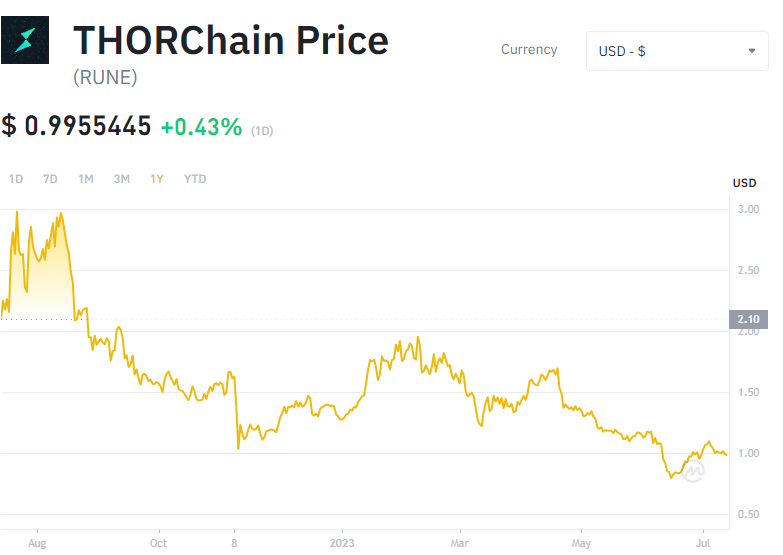 THORChain Price
(RUNE)
Currency
USD - $
$ 0.9955445 +0.43% (1D)
1D 7D 1M 3M 1Y YTD
USD
3.00
2.50
2.10
2.00
1.50
1.00
0.50
Aug Oct 8 2023 Mar May Jul